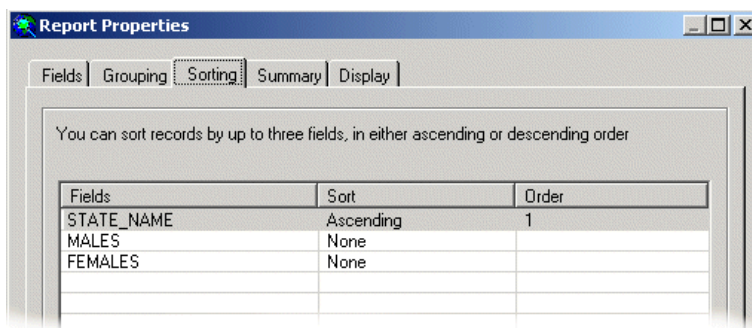 Report Properties
Fields Grouping Sorting Summary Display
You can sort records by up to three fields, in either ascending or descending order
Fields Sort Order
STATE_NAME Ascending 1
MALES None
FEMALES None